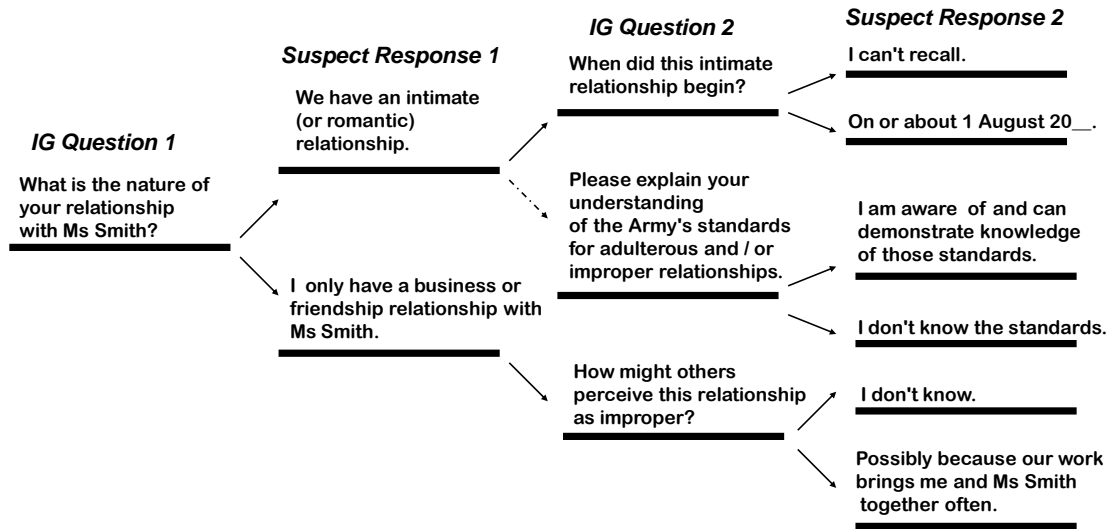 IG Question 1
What is the nature of
your relationship
with Ms Smith?
Suspect Response 1
We have an intimate
(or romantic)
relationship.
I only have a business or
friendship relationship with
Ms Smith.
IG Question 2
When did this intimate
relationship begin?
Please explain your
understanding
of the Army's standards
for adulterous and / or
improper relationships.
How might others
perceive this relationship
as improper?
Suspect Response 2
I can't recall.
On or about 1 August 20__.
I am aware of and can
demonstrate knowledge
of those standards.
I don't know the standards.
I don't know.
Possibly because our work
brings me and Ms Smith
together often.